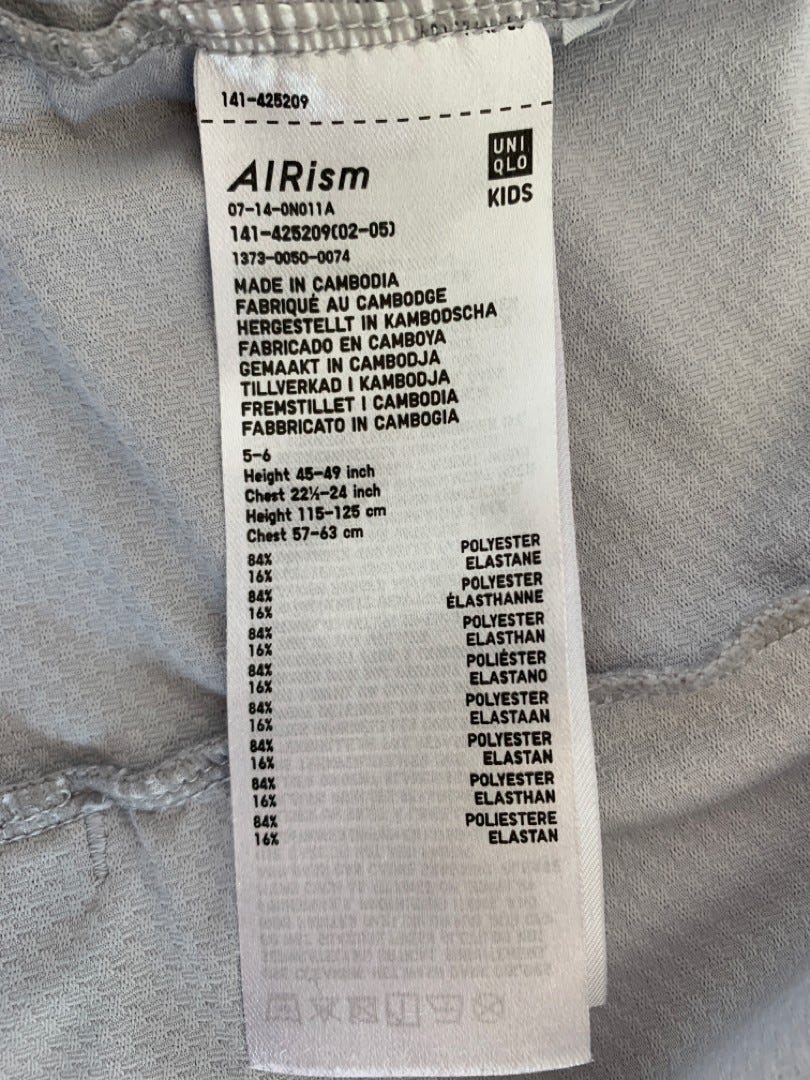 141-425209
AIRism
UNI
QLO
KIDS
07-14-0N011A
141-425209(02-05)
1373-0050-0074
MADE IN CAMBODIA
FABRIQUÉ AU CAMBODGE
HERGESTELLT IN KAMBODSCHA
FABRICADO EN CAMBOYA
GEMAAKT IN CAMBODJA
TILLVERKAD I KAMBODJA
FREMSTILLET I CAMBODIA
FABBRICATO IN CAMBOGIA
5-6
Height 45-49 inch
Chest 22½-24 inch
Height 115-125 cm
Chest 57-63 cm
84% POLYESTER
16% ELASTANE
84% POLYESTER
16% ÉLASTHANNE
84% POLYESTER
16% ELASTHAN
84% POLIÉSTER
16% ELASTANO
84% POLYESTER
16% ELASTAAN
84% POLYESTER
16% ELASTAN
84% POLYESTER
16% ELASTHAN
84% POLIESTERE
16% ELASTAN